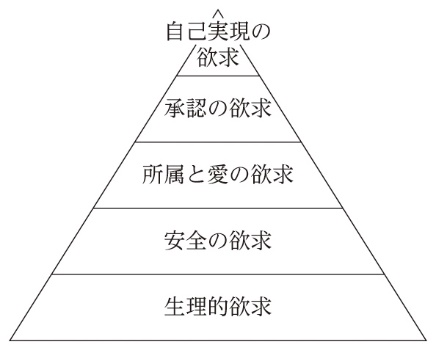 自己実現の
欲求
承認の欲求
所属と愛の欲求
安全の欲求
生理的欲求